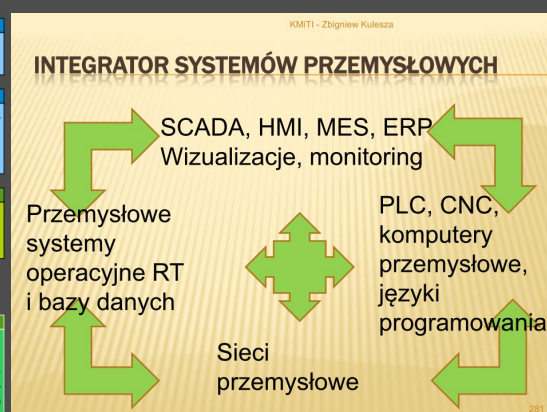 KMiTI - Zbigniew Kulesza
INTEGRATOR SYSTEMÓW PRZEMYSŁOWYCH
SCADA, HMI, MES, ERP
Wizualizacje, monitoring
Przemysłowe
systemy
operacyjne RT
i bazy danych
PLC, CNC,
komputery
przemysłowe,
języki
programowania
Sieci
przemysłowe
281